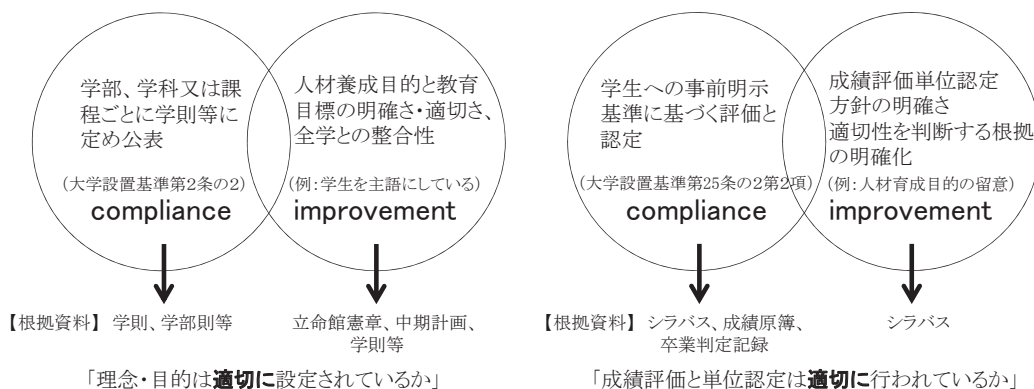 学部、学科又は課
程ごとに学則等に
定め公表
(大学設置基準第2条の2)
compliance
人材養成目的と教育
目標の明確さ・適切さ、
全学との整合性
(例:学生を主語にしている)
improvement
【根拠資料】 学則、学部則等
立命館憲章、中期計画、
学則等
「理念・目的は適切に設定されているか」
学生への事前明示
基準に基づく評価と
認定
(大学設置基準第25条の2第2項)
compliance
成績評価単位認定
方針の明確さ
適切性を判断する根拠
の明確化
(例:人材育成目的の留意)
improvement
【根拠資料】 シラバス、成績原簿、
卒業判定記録
シラバス
「成績評価と単位認定は適切に行われているか」